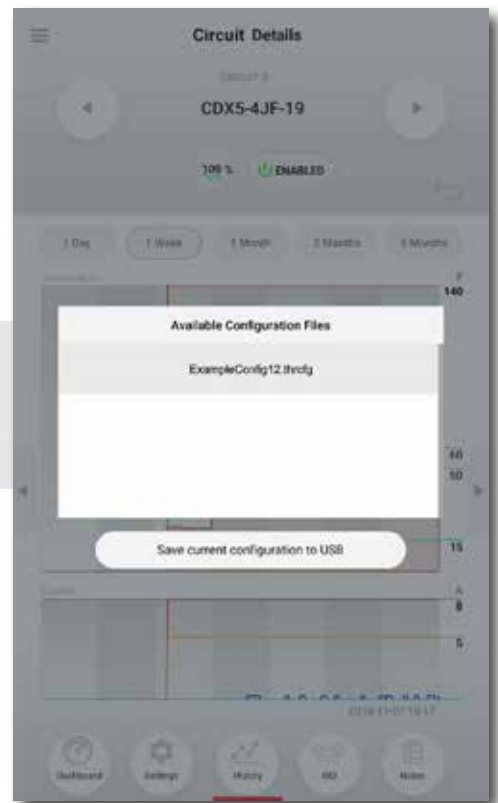 Circuit Details
CDX5-4JF-19
100 % ENABLED
1 Day 1 Week 1 Month 3 Months 6 Months
F
140
Available Configuration Files
ExampleConfig12.thrcfg
60
50
Save current configuration to USB
15
A
8
5
Dashboard Settings History Notes